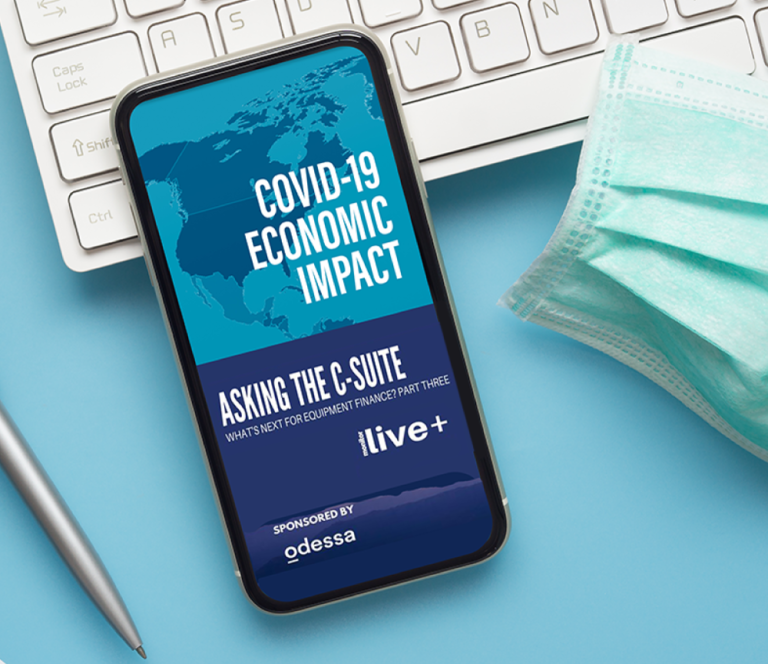 A S D
Caps
Lock
V B N
Shift
Ctrl
COVID-19
ECONOMIC
IMPACT
ASKING THE C-SUITE
WHAT'S NEXT FOR EQUIPMENT FINANCE? PART THREE
monitor
live+
SPONSORED BY
odessa